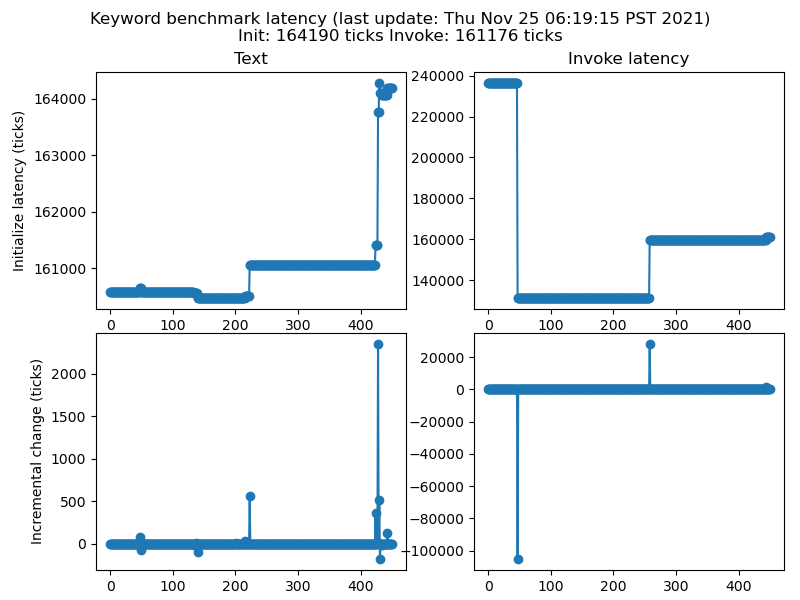 Keyword benchmark latency (last update: Thu Nov 25 06:19:15 PST 2021)
Init: 164190 ticks Invoke: 161176 ticks
Text
Initialize latency (ticks)
164000
163000
162000
161000
0 100 200 300 400
Invoke latency
240000
220000
200000
180000
160000
140000
0 100 200 300 400
Incremental change (ticks)
2000
1500
1000
500
0
0 100 200 300 400
20000
0
−20000
−40000
−60000
−80000
−100000
0 100 200 300 400